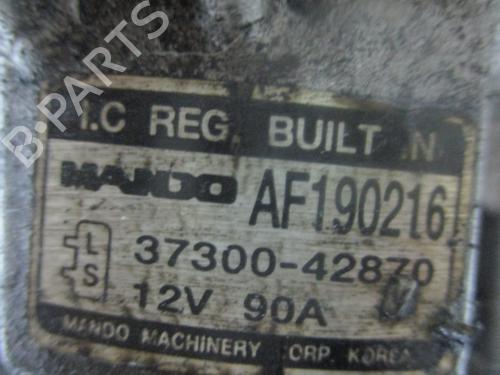 B-PARTS
I.C REG. BUILT IN
MANDO AF190216
L 37300-42870
S 12V 90A
MANDO MACHINERY CORP. KOREA